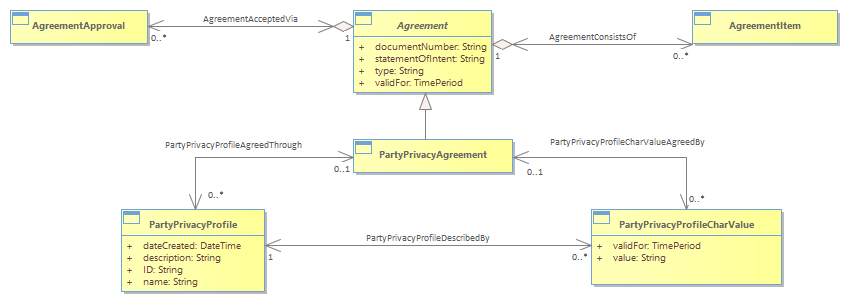 AgreementApproval
AgreementAcceptedVia
0..*
1
Agreement
+ documentNumber: String
+ statementOfIntent: String
+ type: String
+ validFor: TimePeriod
AgreementConsistsOf
1
0..*
AgreementItem
PartyPrivacyProfileAgreedThrough
PartyPrivacyAgreement
PartyPrivacyProfileCharValueAgreedBy
0..1
0..1
0..*
0..*
PartyPrivacyProfile
+ dateCreated: DateTime
+ description: String
+ ID: String
+ name: String
PartyPrivacyProfileDescribedBy
1
0..*
PartyPrivacyProfileCharValue
+ validFor: TimePeriod
+ value: String